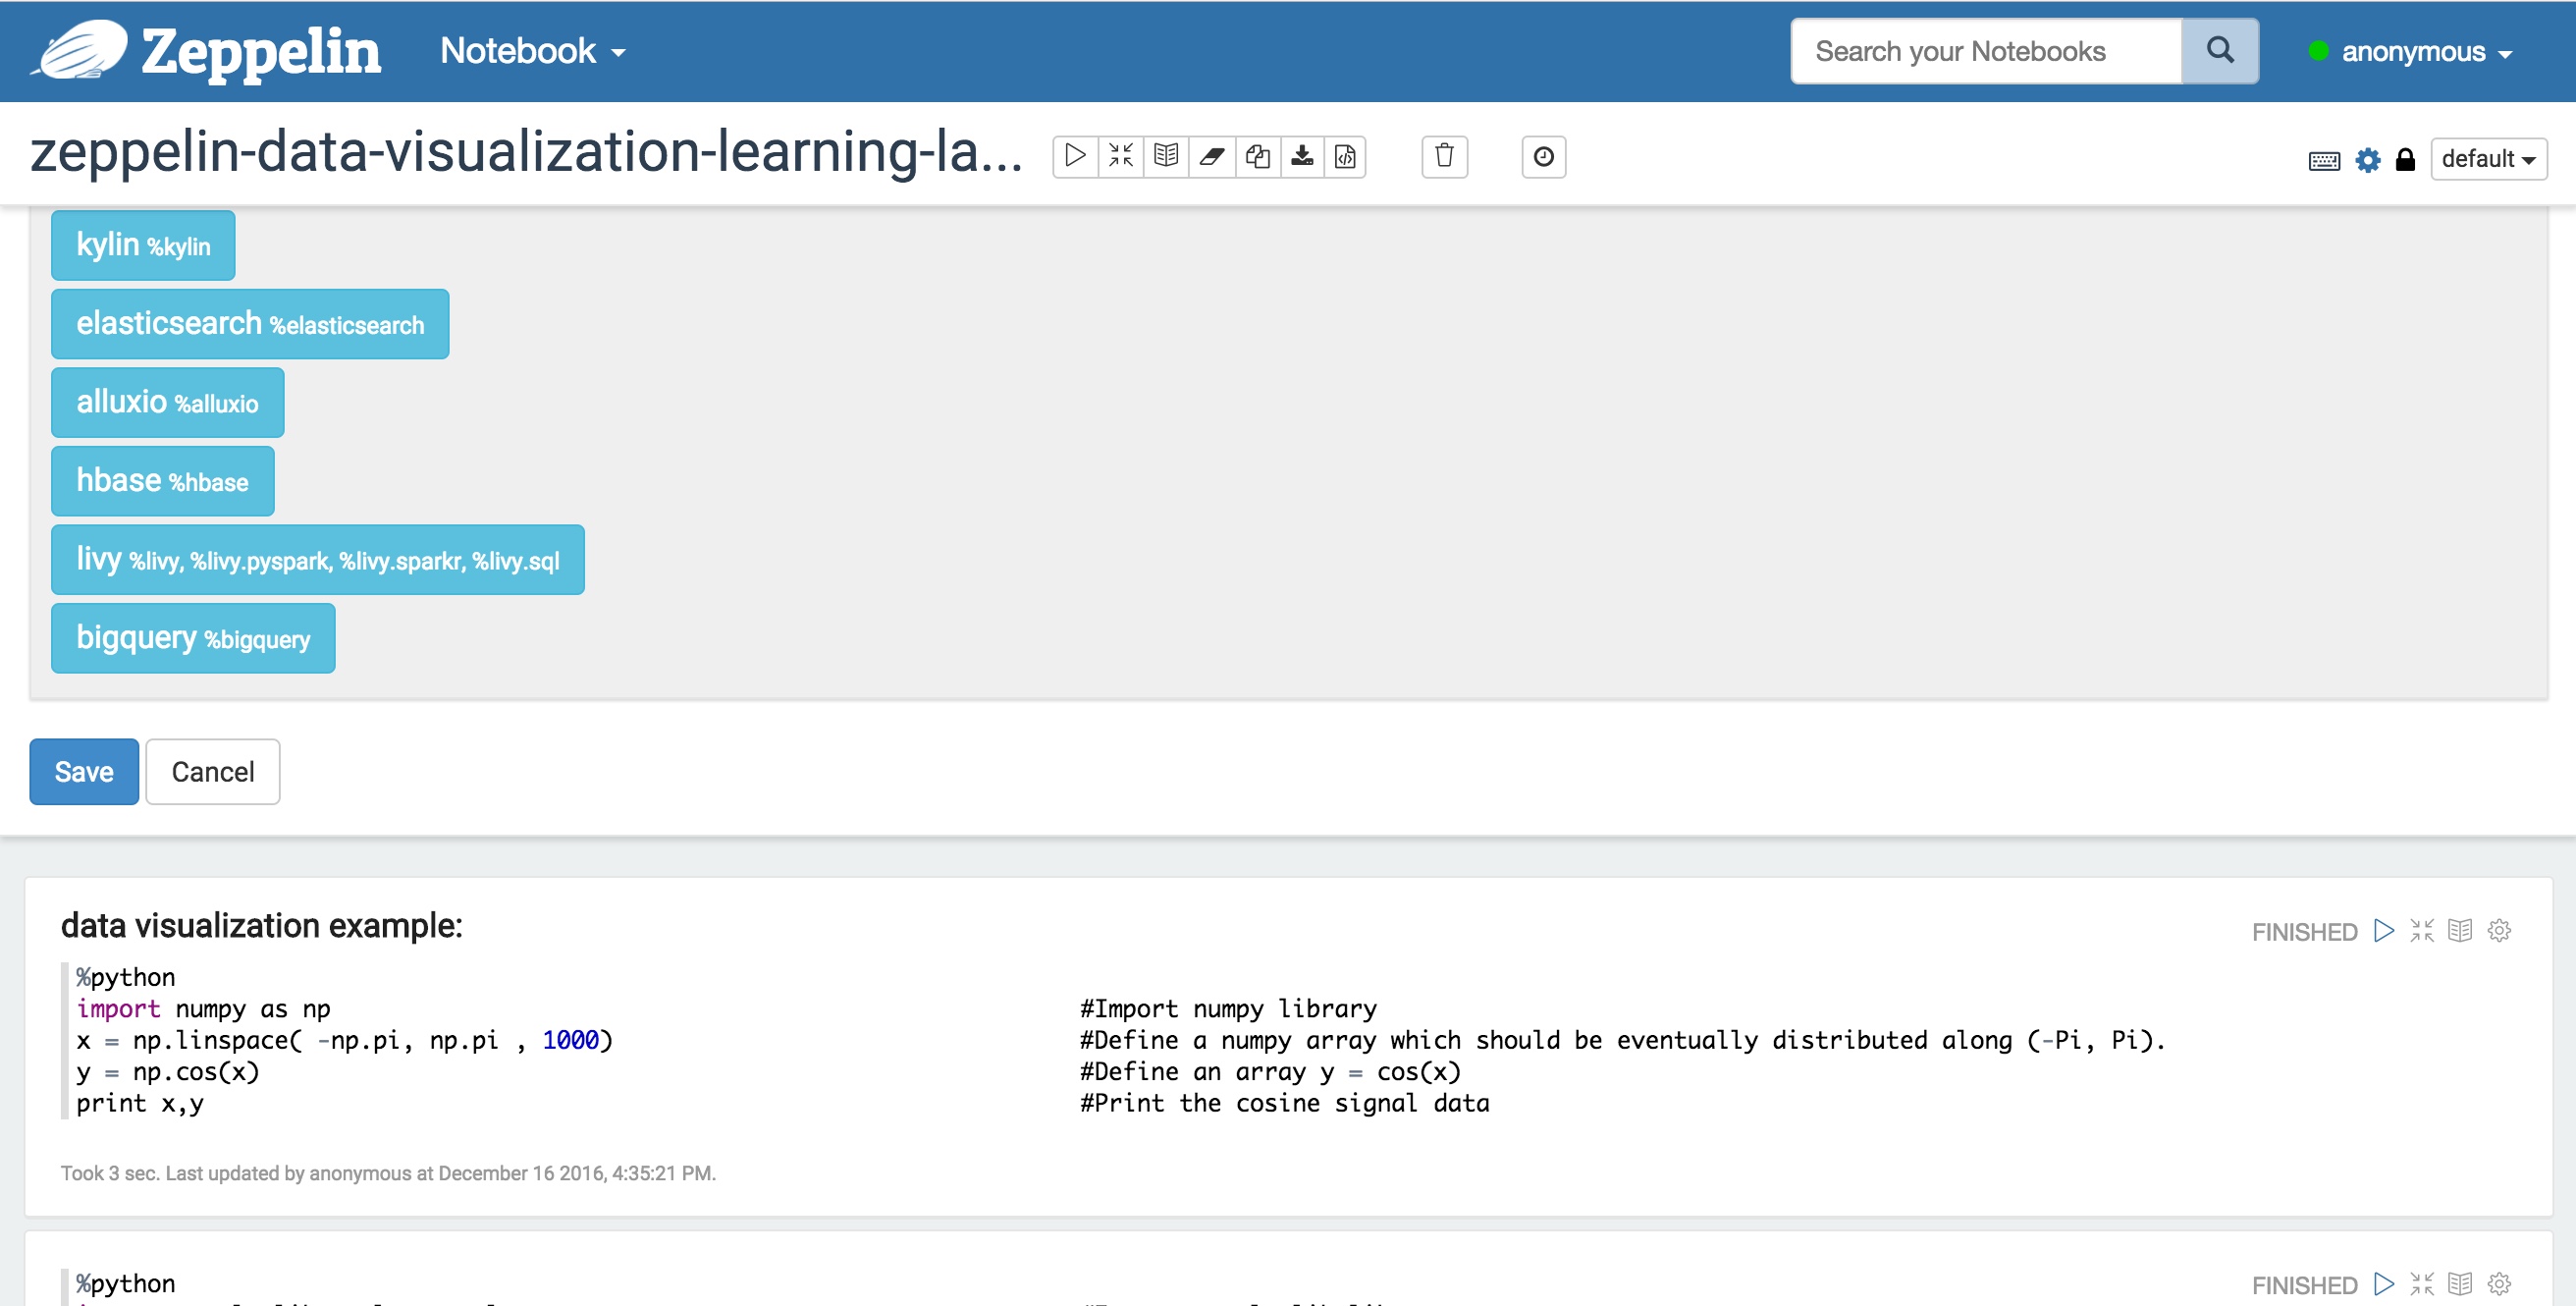 Zeppelin Notebook Search your Notebooks anonymous
zeppelin-data-visualization-learning-la... default
kylin %kylin
elasticsearch %elasticsearch
alluxio %alluxio
hbase %hbase
livy %livy, %livy.pyspark, %livy.sparkr, %livy.sql
bigquery %bigquery
Save Cancel
data visualization example: FINISHED
%python
import numpy as np #Import numpy library
x = np.linspace( -np.pi, np.pi , 1000) #Define a numpy array which should be eventually distributed along (-Pi, Pi).
y = np.cos(x) #Define an array y = cos(x)
print x,y #Print the cosine signal data
Took 3 sec. Last updated by anonymous at December 16 2016, 4:35:21 PM.
%python FINISHED